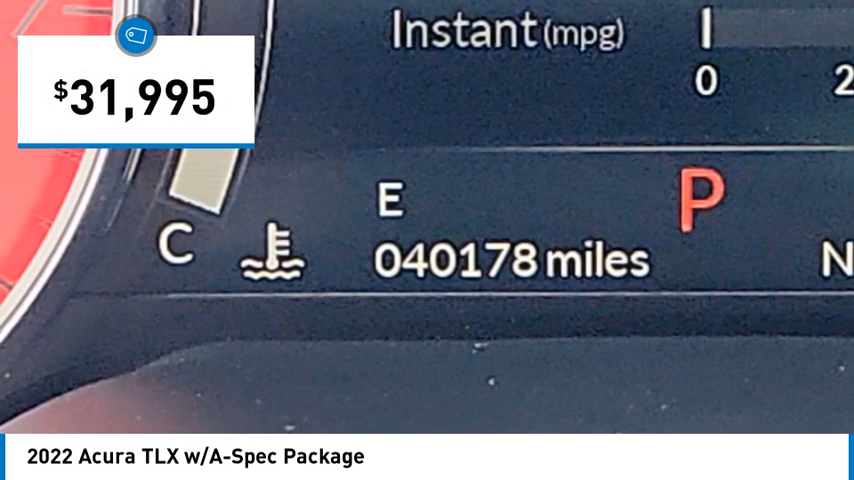 $31,995
Instant (mpg)
0 2
E
P
C
040178 miles
N
2022 Acura TLX w/A-Spec Package